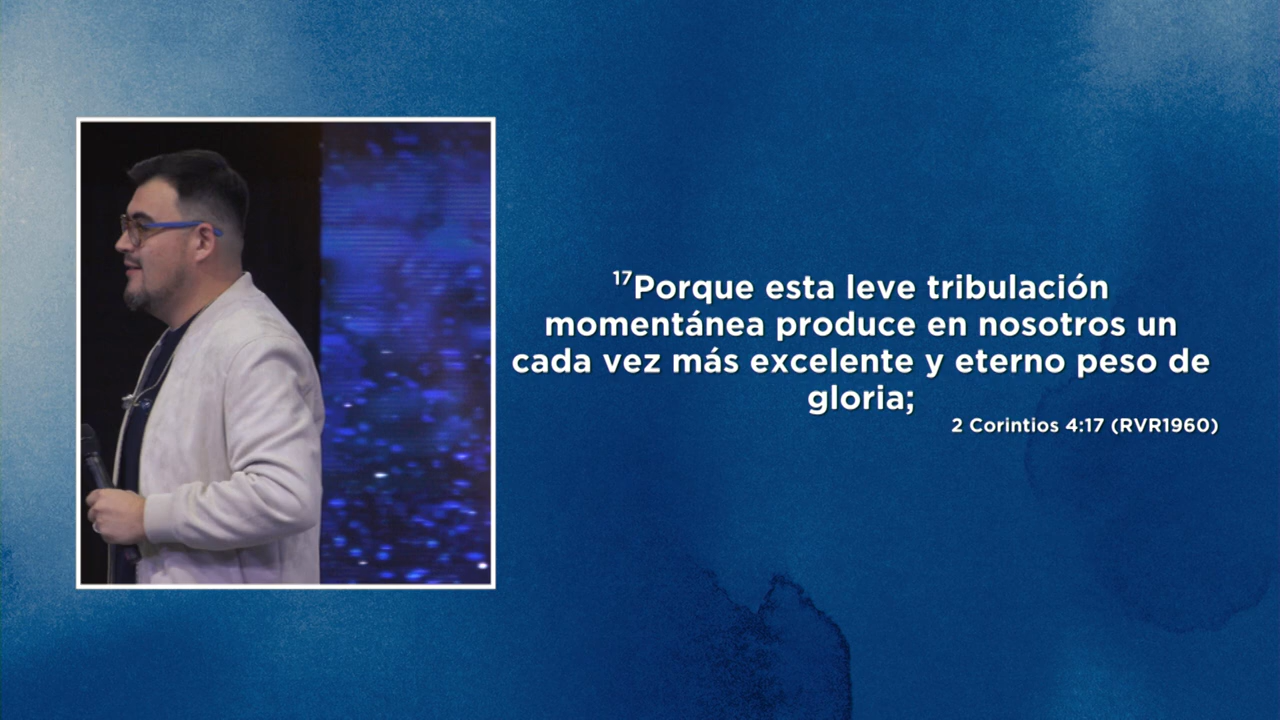 17Porque esta leve tribulación
momentánea produce en nosotros un
cada vez más excelente y eterno peso de
gloria;
2 Corintios 4:17 (RVR1960)